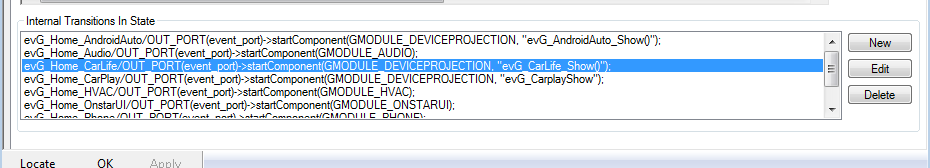 Internal Transitions In State
evG_Home_AndroidAuto/OUT_PORT(event_port)->startComponent(GMODULE_DEVICEPROJECTION, "evG_AndroidAuto_Show()");
evG_Home_Audio/OUT_PORT(event_port)->startComponent(GMODULE_AUDIO);
evG_Home_CarLife/OUT_PORT(event_port)->startComponent(GMODULE_DEVICEPROJECTION, "evG_CarLife_Show()");
evG_Home_CarPlay/OUT_PORT(event_port)->startComponent(GMODULE_DEVICEPROJECTION, "evG_CarplayShow");
evG_Home_HVAC/OUT_PORT(event_port)->startComponent(GMODULE_HVAC);
evG_Home_OnstarUI/OUT_PORT(event_port)->startComponent(GMODULE_ONSTARUI);
evG_Home_Phone/OUT_PORT(event_port)->startComponent(GMODULE_PHONE);
New
Edit
Delete
Locate OK Apply